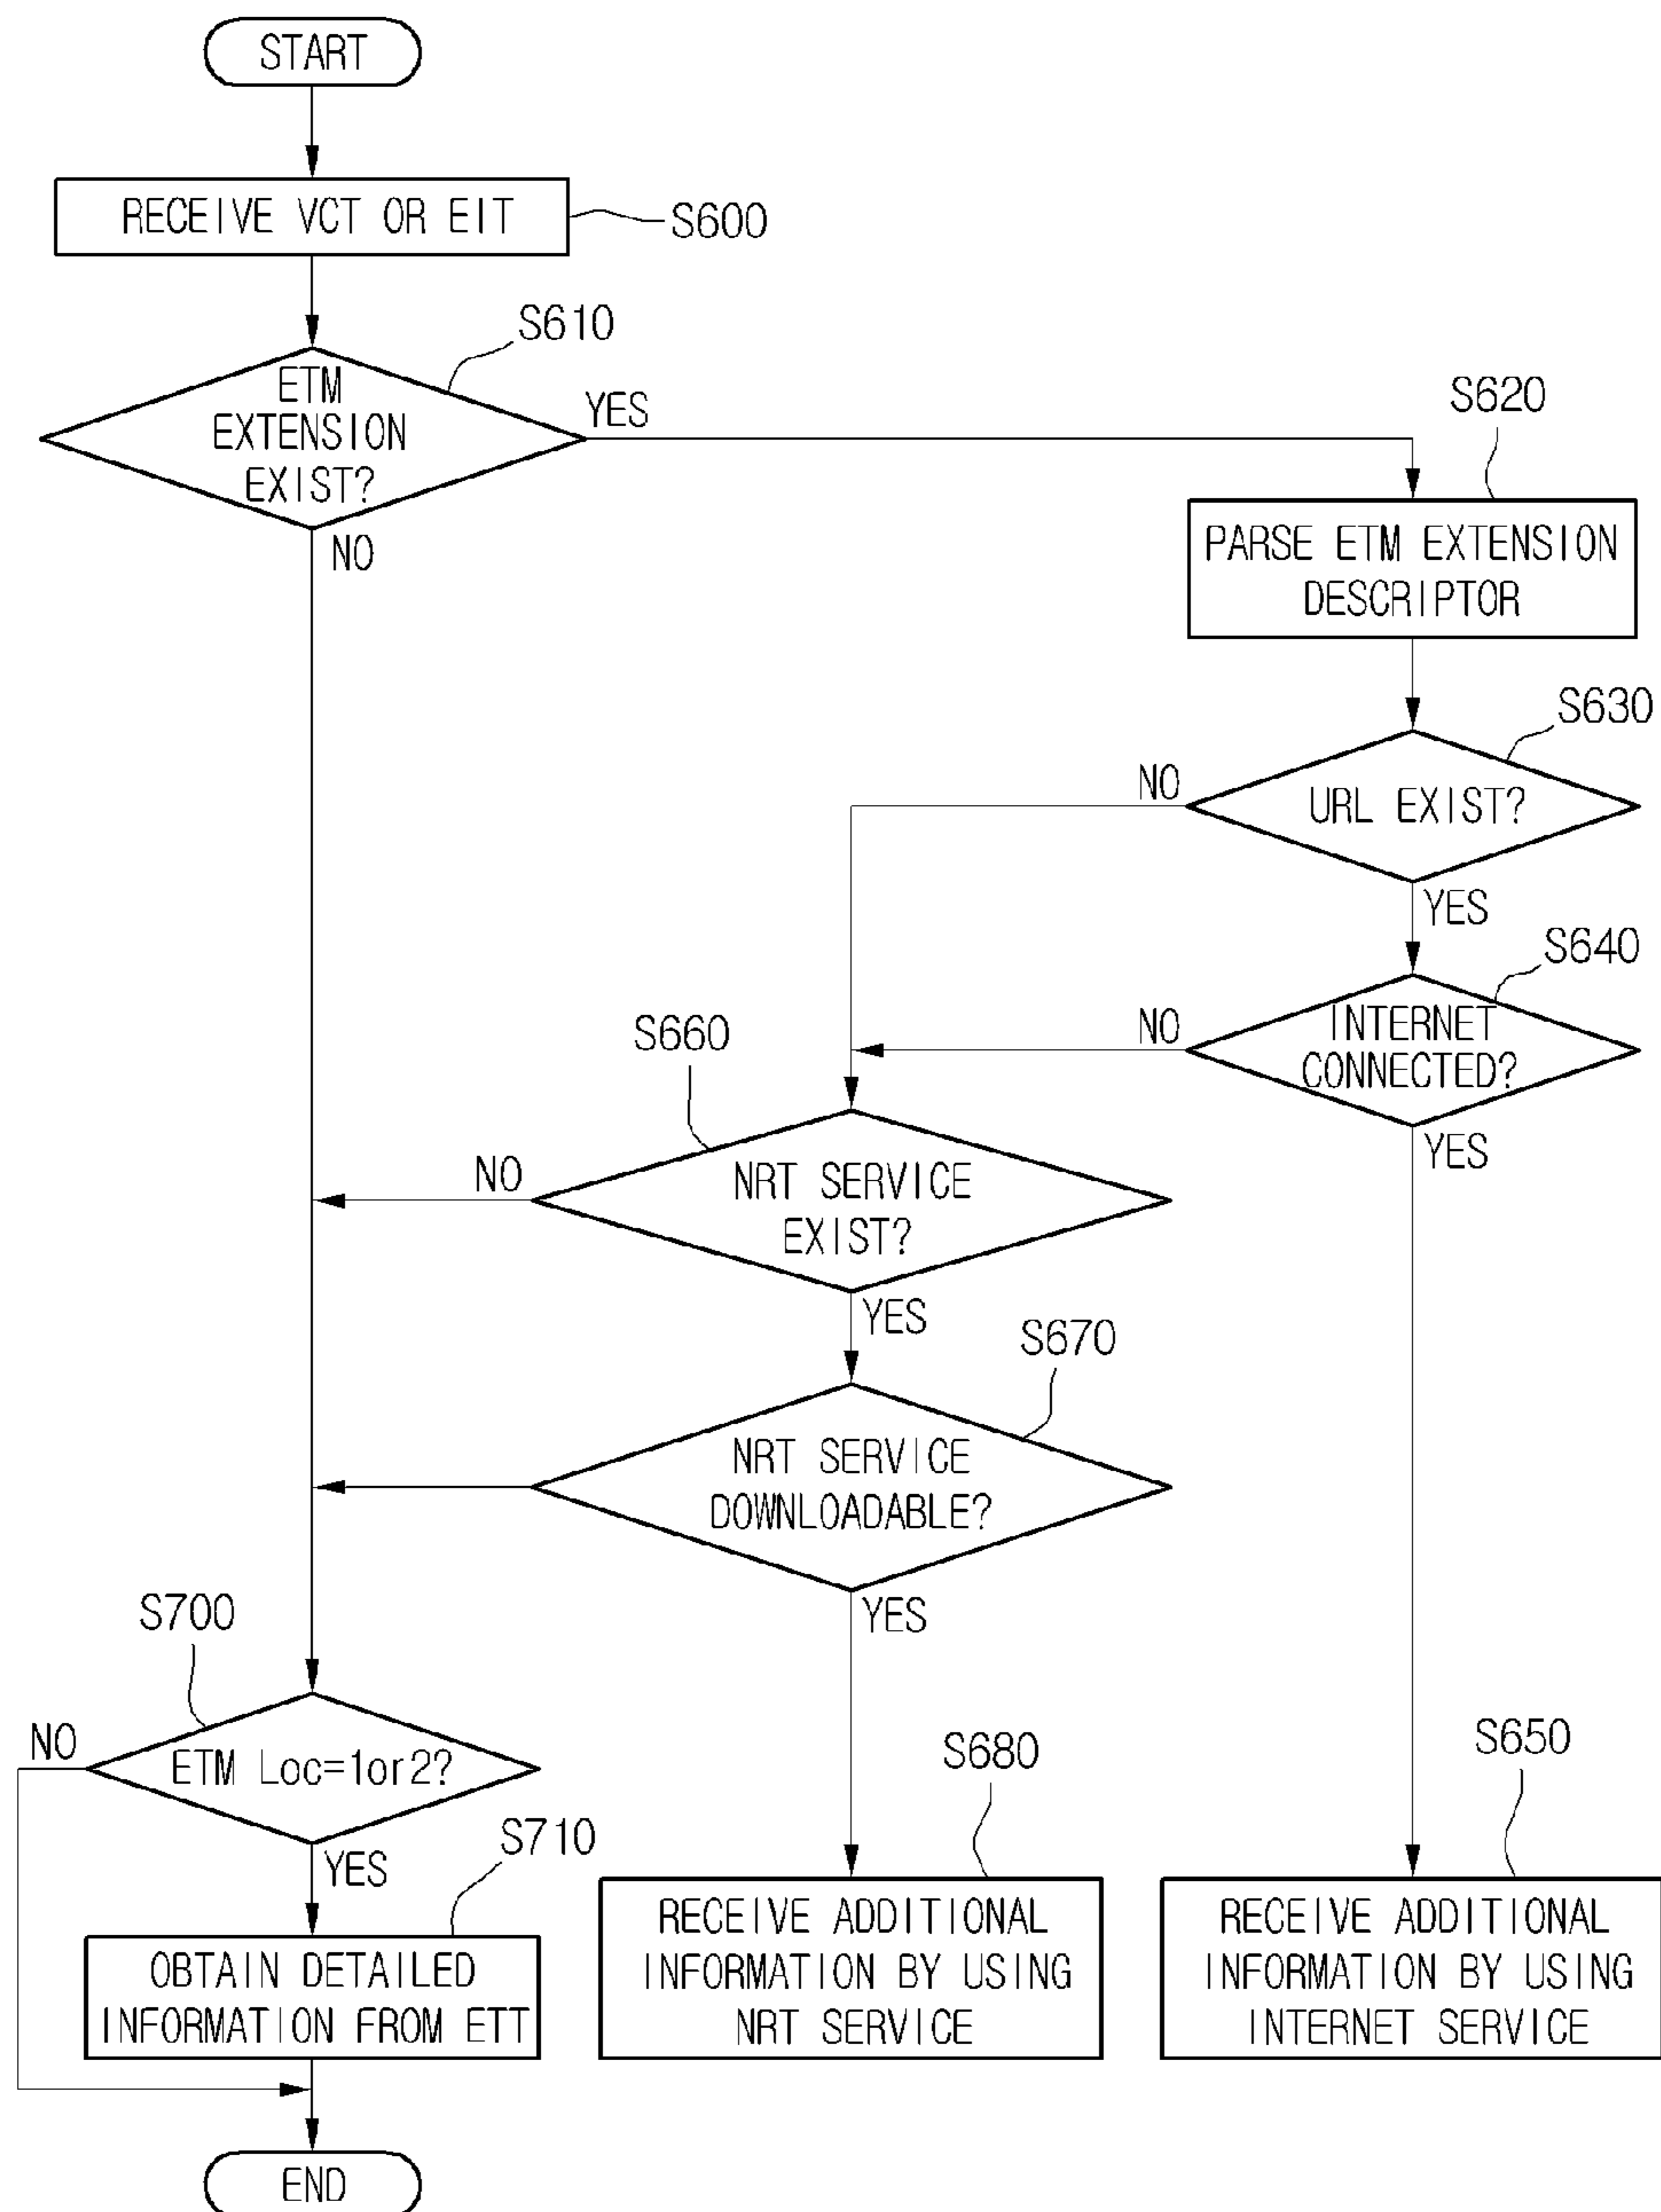 START
RECEIVE VCT OR EIT
S600
S610
ETM
EXTENSION
EXIST?
YES
NO
S620
PARSE ETM EXTENSION
DESCRIPTOR
S630
NO
URL EXIST?
YES
S640
NO
INTERNET
CONNECTED?
YES
S660
NO
NRT SERVICE
EXIST?
YES
S670
NRT SERVICE
DOWNLOADABLE?
YES
S700
NO
ETM Loc=1or2?
YES
S710
OBTAIN DETAILED
INFORMATION FROM ETT
S680
RECEIVE ADDITIONAL
INFORMATION BY USING
NRT SERVICE
S650
RECEIVE ADDITIONAL
INFORMATION BY USING
INTERNET SERVICE
END